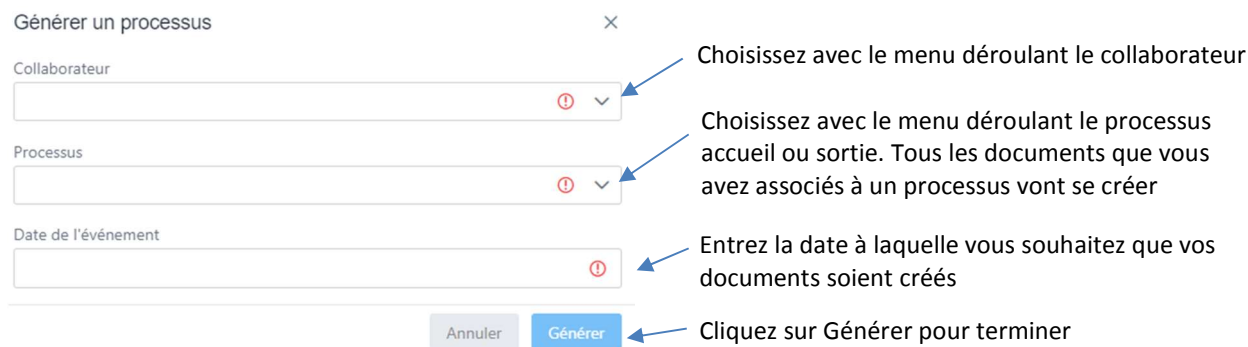 Générer un processus
Choisissez avec le menu déroulant le collaborateur
Collaborateur
Choisissez avec le menu déroulant le processus
accueil ou sortie. Tous les documents que vous
avez associés à un processus vont se créer
Processus
Date de l'événement
Entrez la date à laquelle vous souhaitez que vos
documents soient créés
Annuler Générer
Cliquez sur Générer pour terminer